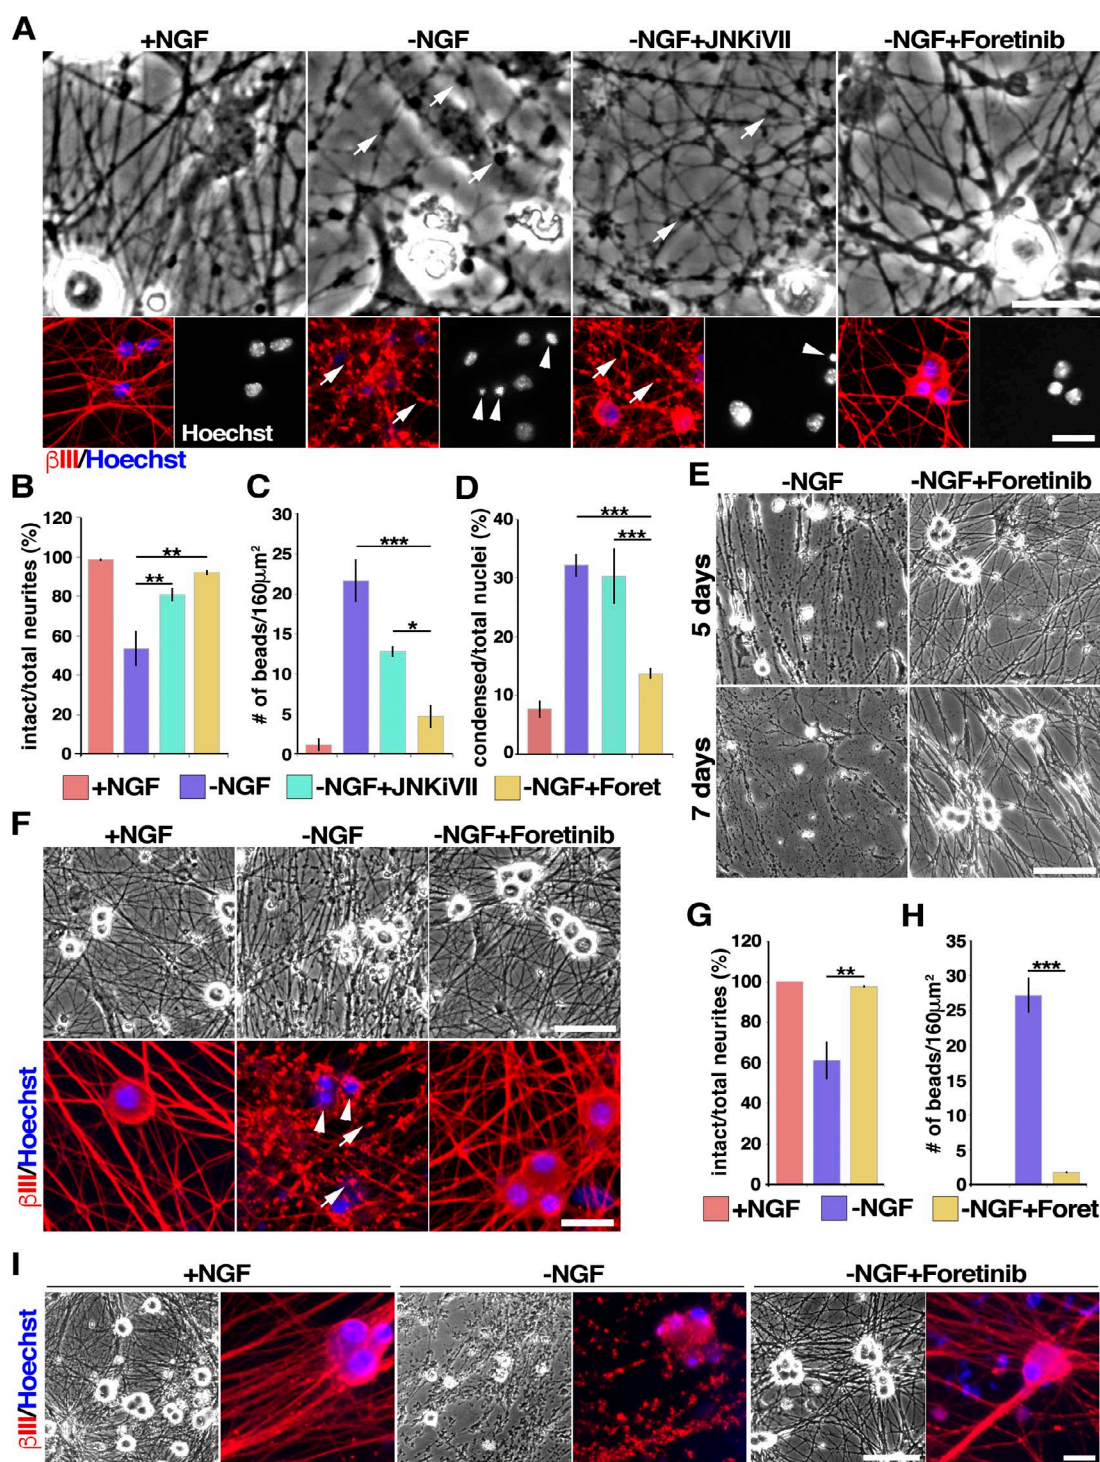 A
+NGF -NGF -NGF+JNKiVII -NGF+Foretinib
Hoechst
βIII/Hoechst
B
intact/total neurites (%)
120
100
80
60
40
20
0
** 
**
C
# of beads/160µm²
30
25
20
15
10
5
0
***
*
D
condensed/total nuclei (%)
40
30
20
10
0
***
***
+NGF -NGF -NGF+JNKiVII -NGF+Foret
E
-NGF -NGF+Foretinib
5 days
7 days
F
+NGF -NGF -NGF+Foretinib
βIII/Hoechst
G
intact/total neurites (%)
120
100
80
60
40
20
0
**
H
# of beads/160µm²
35
30
25
20
15
10
5
0
***
+NGF -NGF -NGF+Foret
I
+NGF -NGF -NGF+Foretinib
βIII/Hoechst